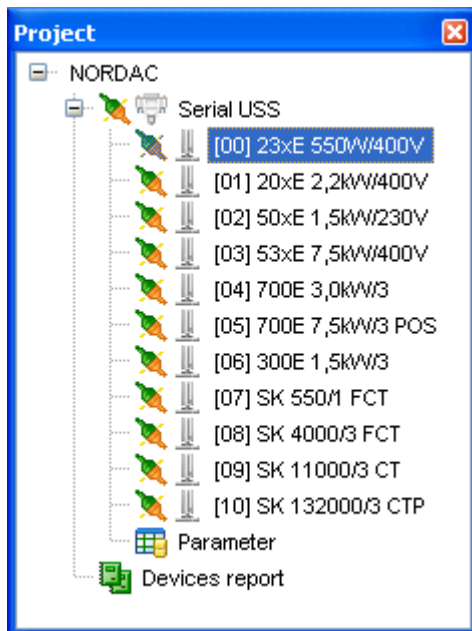 Project
NORDAC
Serial USS
[00] 23xE 550W/400V
[01] 20xE 2,2kW/400V
[02] 50xE 1,5kW/230V
[03] 53xE 7,5kW/400V
[04] 700E 3,0kW/3
[05] 700E 7,5kW/3 POS
[06] 300E 1,5kW/3
[07] SK 550/1 FCT
[08] SK 4000/3 FCT
[09] SK 11000/3 CT
[10] SK 132000/3 CTP
Parameter
Devices report